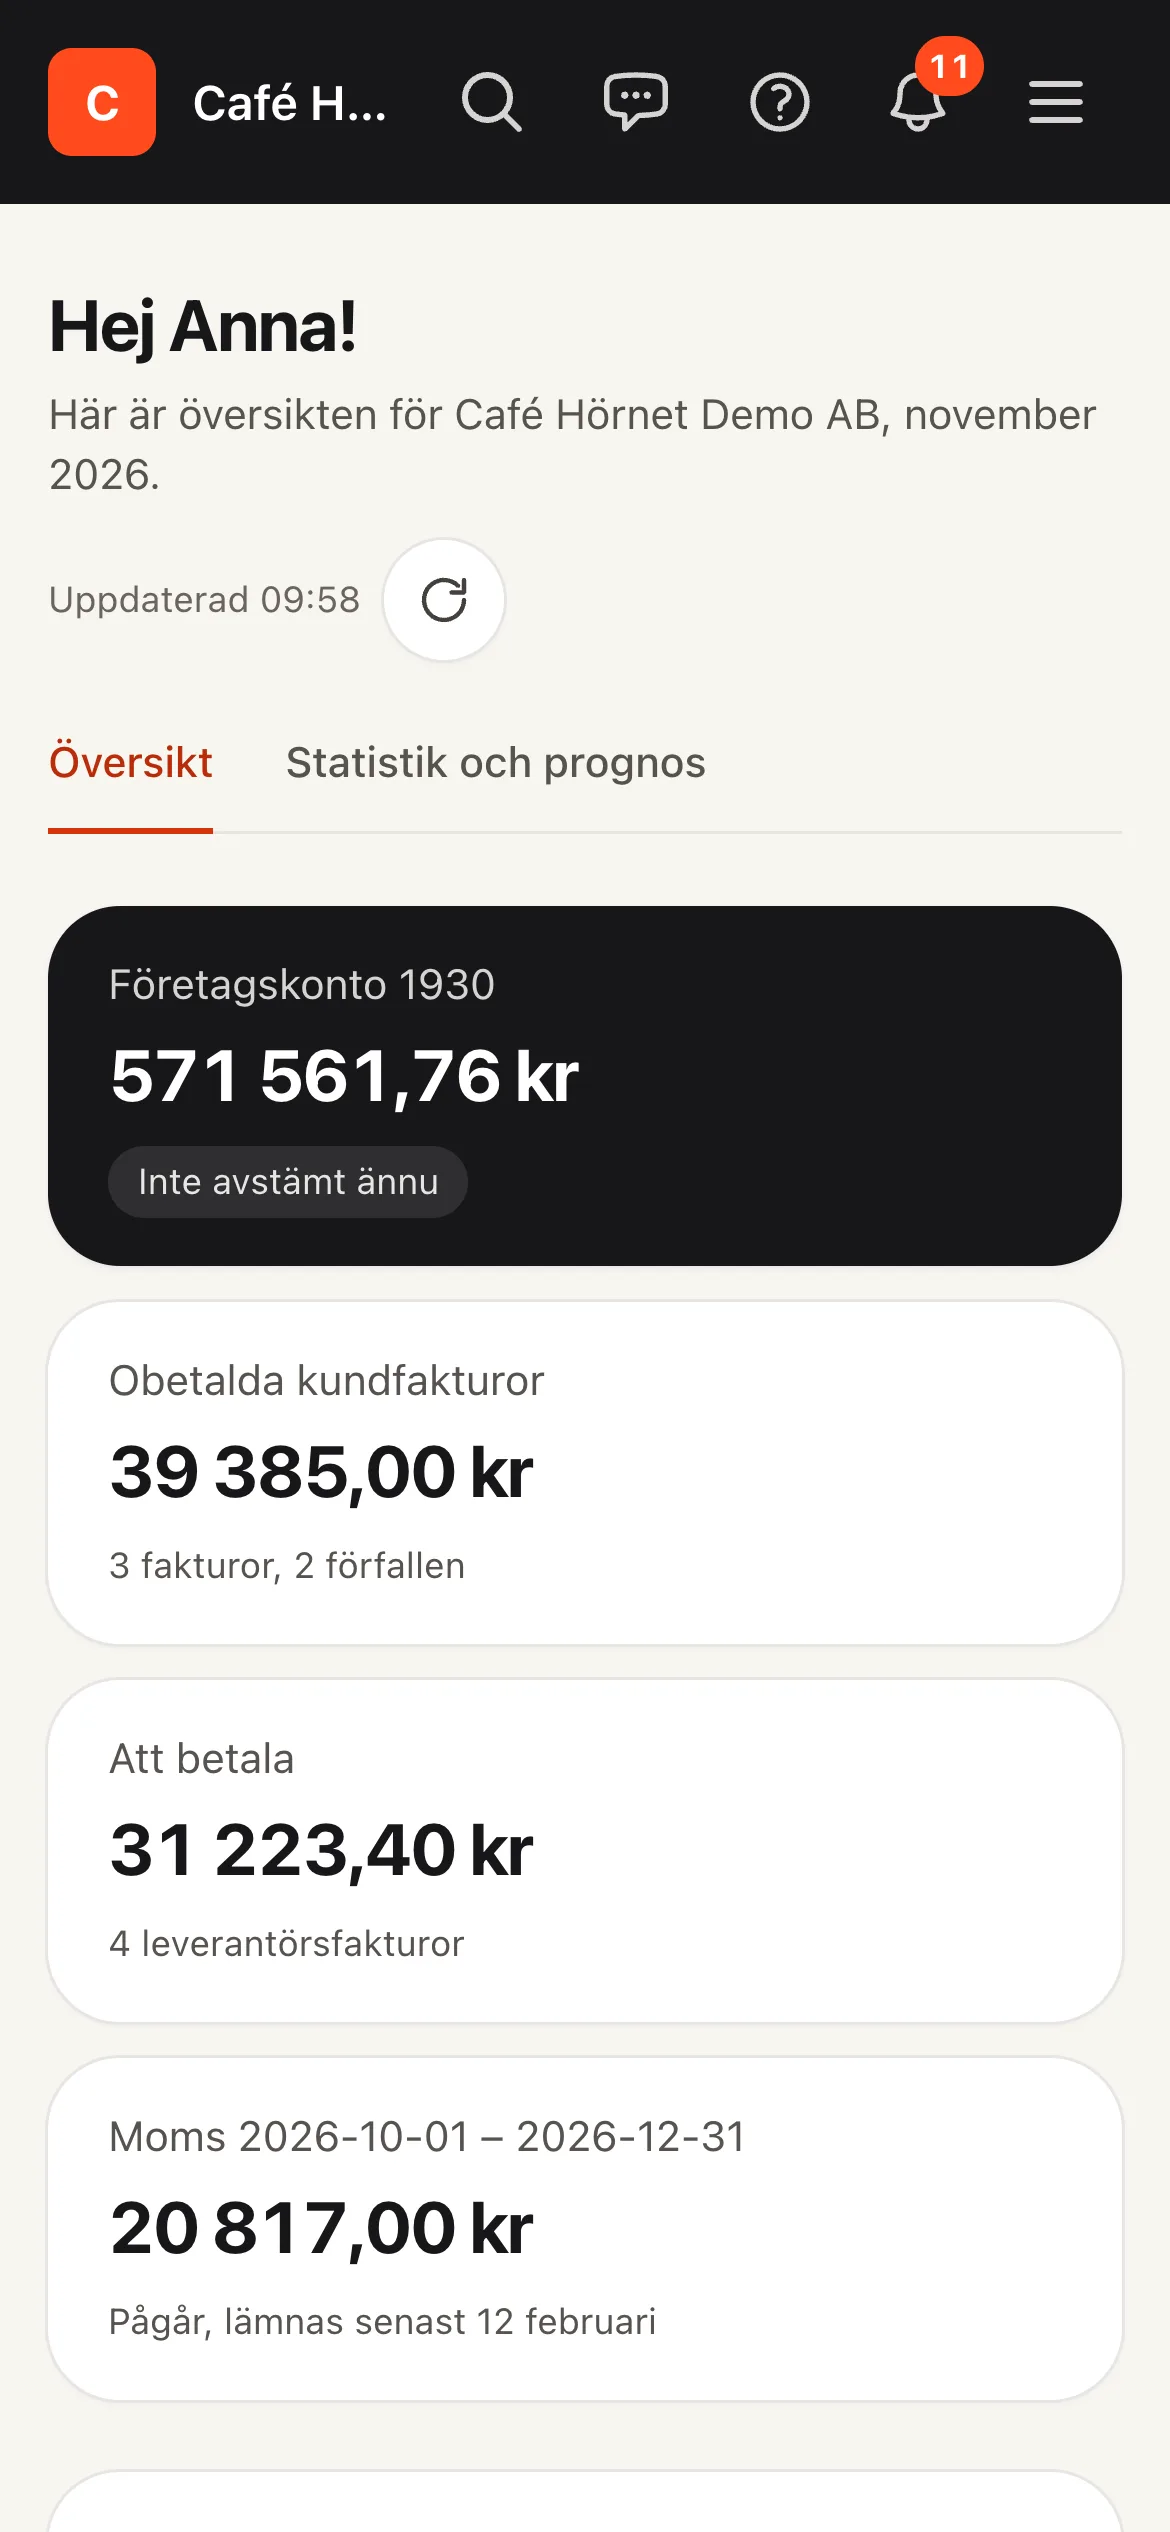 C
Café H...
11
Hej Anna!
Här är översikten för Café Hörnet Demo AB, november
2026.
Uppdaterad 09:58
Översikt
Statistik och prognos
Företagskonto 1930
571 561,76 kr
Inte avstämt ännu
Obetalda kundfakturor
39 385,00 kr
3 fakturor, 2 förfallen
Att betala
31 223,40 kr
4 leverantörsfakturor
Moms 2026-10-01 – 2026-12-31
20 817,00 kr
Pågår, lämnas senast 12 februari